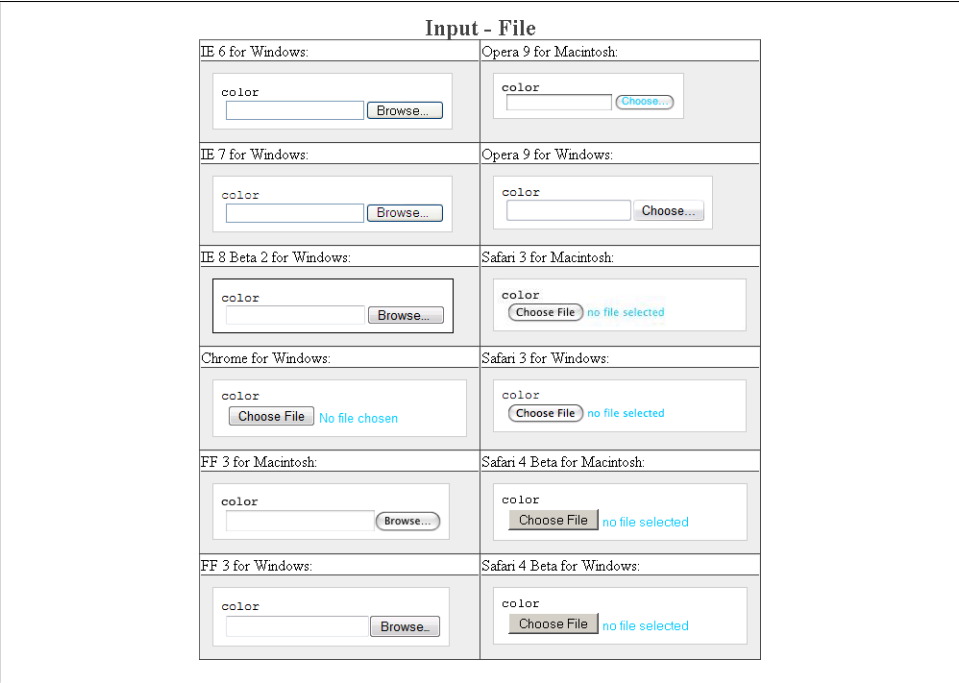 Input - File
IE 6 for Windows:
color
Browse...
Opera 9 for Macintosh:
color
Choose...
IE 7 for Windows:
color
Browse...
Opera 9 for Windows:
color
Choose...
IE 8 Beta 2 for Windows:
color
Browse...
Safari 3 for Macintosh:
color
Choose File no file selected
Chrome for Windows:
color
Choose File No file chosen
Safari 3 for Windows:
color
Choose File no file selected
FF 3 for Macintosh:
color
Browse...
Safari 4 Beta for Macintosh:
color
Choose File no file selected
FF 3 for Windows:
color
Browse...
Safari 4 Beta for Windows:
color
Choose File no file selected